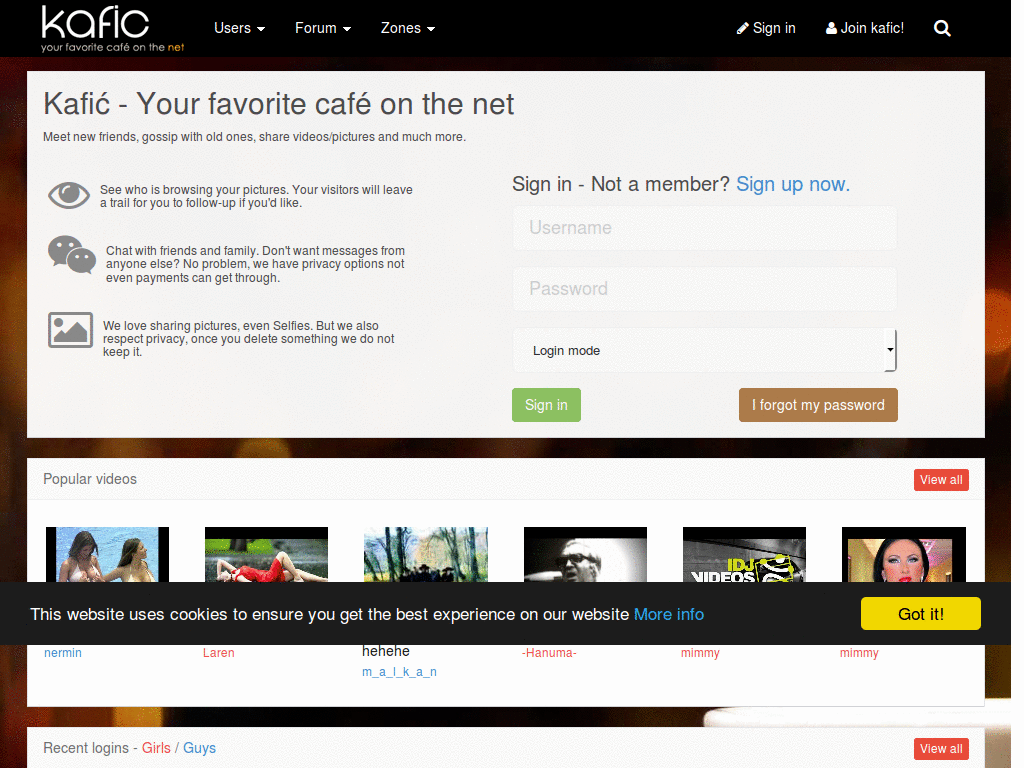 kafic
your favorite café on the net
Users
Forum
Zones
Sign in
Join kafic!
Kafić - Your favorite café on the net
Meet new friends, gossip with old ones, share videos/pictures and much more.
See who is browsing your pictures. Your visitors will leave
a trail for you to follow-up if you'd like.
Chat with friends and family. Don't want messages from
anyone else? No problem, we have privacy options not
even payments can get through.
We love sharing pictures, even Selfies. But we also
respect privacy, once you delete something we do not
keep it.
Sign in - Not a member? Sign up now.
Username
Password
Login mode
Sign in
I forgot my password
Popular videos
View all
IDJ
VIDEOS
This website uses cookies to ensure you get the best experience on our website More info
Got it!
nermin
Laren
hehehe
m_a_l_k_a_n
-Hanuma-
mimmy
mimmy
Recent logins - Girls / Guys
View all